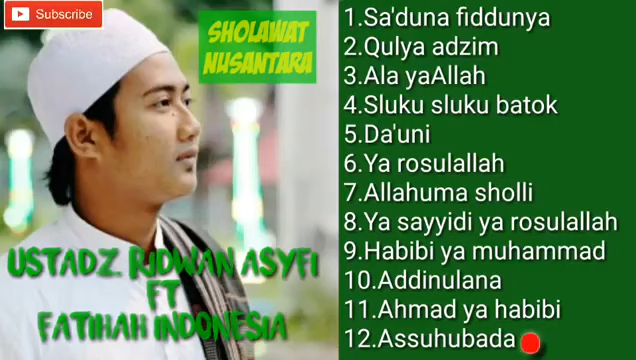 Subscribe
SHOLAWAT
NUSANTARA
USTADZ. RIDWAN ASYFI
FT
FATIHAH INDONESIA
1.Sa'duna fiddunya
2.Qulya adzim
3.Ala yaAllah
4.Sluku sluku batok
5.Da'uni
6.Ya rosulallah
7.Allahuma sholli
8.Ya sayyidi ya rosulallah
9.Habibi ya muhammad
10.Addinulana
11.Ahmad ya habibi
12.Assuhubada